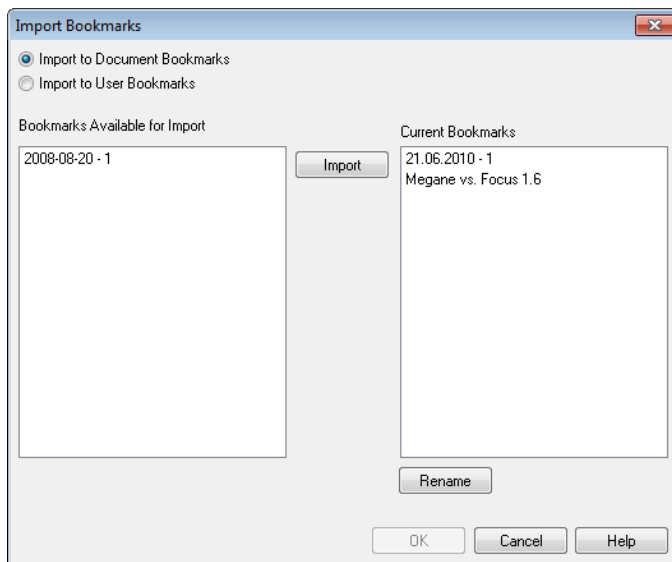 Import Bookmarks
Import to Document Bookmarks
Import to User Bookmarks
Bookmarks Available for Import
Current Bookmarks
2008-08-20 - 1
Import
21.06.2010 - 1
Megane vs. Focus 1.6
Rename
OK
Cancel
Help